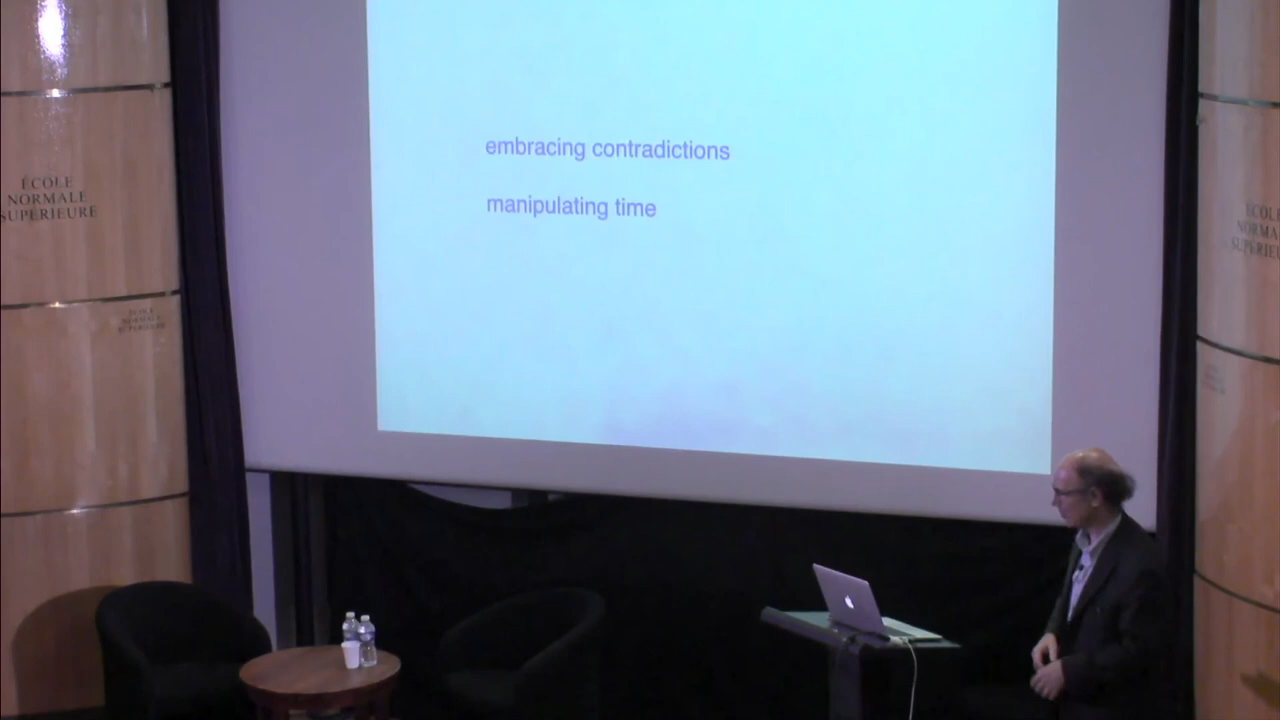 embracing contradictions
manipulating time
ÉCOLE
NORMALE
SUPÉRIEURE
ÉCOLE
NORMALE
SUPÉRIEURE